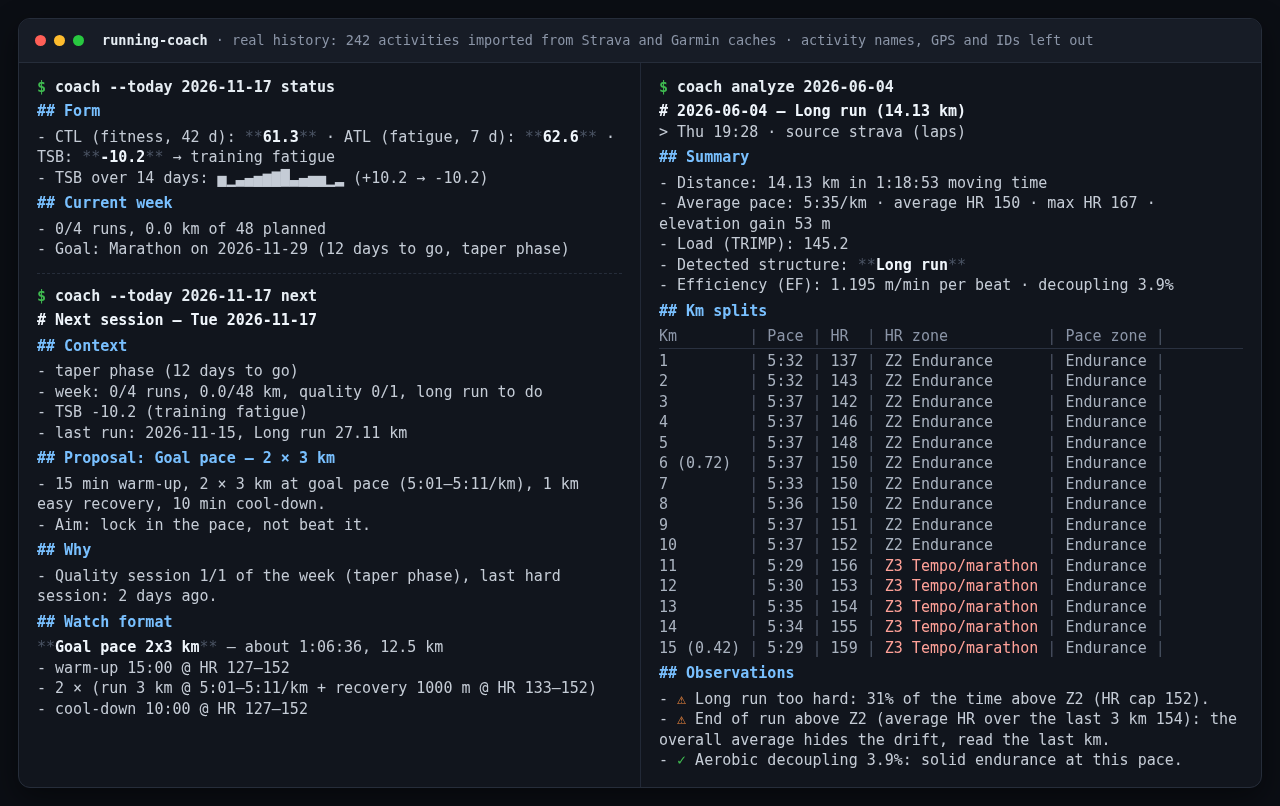 running-coach · real history: 242 activities imported from Strava and Garmin caches · activity names, GPS and IDs left out
$ coach --today 2026-11-17 status
## Form
- CTL (fitness, 42 d): **61.3** · ATL (fatigue, 7 d): **62.6** ·
TSB: **-10.2** → training fatigue
- TSB over 14 days: ▅▁▃▄▅▆▇█▃▄▅▅▁▂ (+10.2 → -10.2)
## Current week
- 0/4 runs, 0.0 km of 48 planned
- Goal: Marathon on 2026-11-29 (12 days to go, taper phase)
$ coach --today 2026-11-17 next
# Next session — Tue 2026-11-17
## Context
- taper phase (12 days to go)
- week: 0/4 runs, 0.0/48 km, quality 0/1, long run to do
- TSB -10.2 (training fatigue)
- last run: 2026-11-15, Long run 27.11 km
## Proposal: Goal pace — 2 × 3 km
- 15 min warm-up, 2 × 3 km at goal pace (5:01–5:11/km), 1 km
easy recovery, 10 min cool-down.
- Aim: lock in the pace, not beat it.
## Why
- Quality session 1/1 of the week (taper phase), last hard
session: 2 days ago.
## Watch format
**Goal pace 2x3 km** — about 1:06:36, 12.5 km
- warm-up 15:00 @ HR 127–152
- 2 × (run 3 km @ 5:01–5:11/km + recovery 1000 m @ HR 133–152)
- cool-down 10:00 @ HR 127–152
$ coach analyze 2026-06-04
# 2026-06-04 — Long run (14.13 km)
> Thu 19:28 · source strava (laps)
## Summary
- Distance: 14.13 km in 1:18:53 moving time
- Average pace: 5:35/km · average HR 150 · max HR 167 ·
elevation gain 53 m
- Load (TRIMP): 145.2
- Detected structure: **Long run**
- Efficiency (EF): 1.195 m/min per beat · decoupling 3.9%
## Km splits
Km | Pace | HR | HR zone | Pace zone |
1 | 5:32 | 137 | Z2 Endurance | Endurance |
2 | 5:32 | 143 | Z2 Endurance | Endurance |
3 | 5:37 | 142 | Z2 Endurance | Endurance |
4 | 5:37 | 146 | Z2 Endurance | Endurance |
5 | 5:37 | 148 | Z2 Endurance | Endurance |
6 (0.72) | 5:37 | 150 | Z2 Endurance | Endurance |
7 | 5:33 | 150 | Z2 Endurance | Endurance |
8 | 5:36 | 150 | Z2 Endurance | Endurance |
9 | 5:37 | 151 | Z2 Endurance | Endurance |
10 | 5:37 | 152 | Z2 Endurance | Endurance |
11 | 5:29 | 156 | Z3 Tempo/marathon | Endurance |
12 | 5:30 | 153 | Z3 Tempo/marathon | Endurance |
13 | 5:35 | 154 | Z3 Tempo/marathon | Endurance |
14 | 5:34 | 155 | Z3 Tempo/marathon | Endurance |
15 (0.42) | 5:29 | 159 | Z3 Tempo/marathon | Endurance |
## Observations
- ⚠ Long run too hard: 31% of the time above Z2 (HR cap 152).
- ⚠ End of run above Z2 (average HR over the last 3 km 154): the
overall average hides the drift, read the last km.
- ✓ Aerobic decoupling 3.9%: solid endurance at this pace.